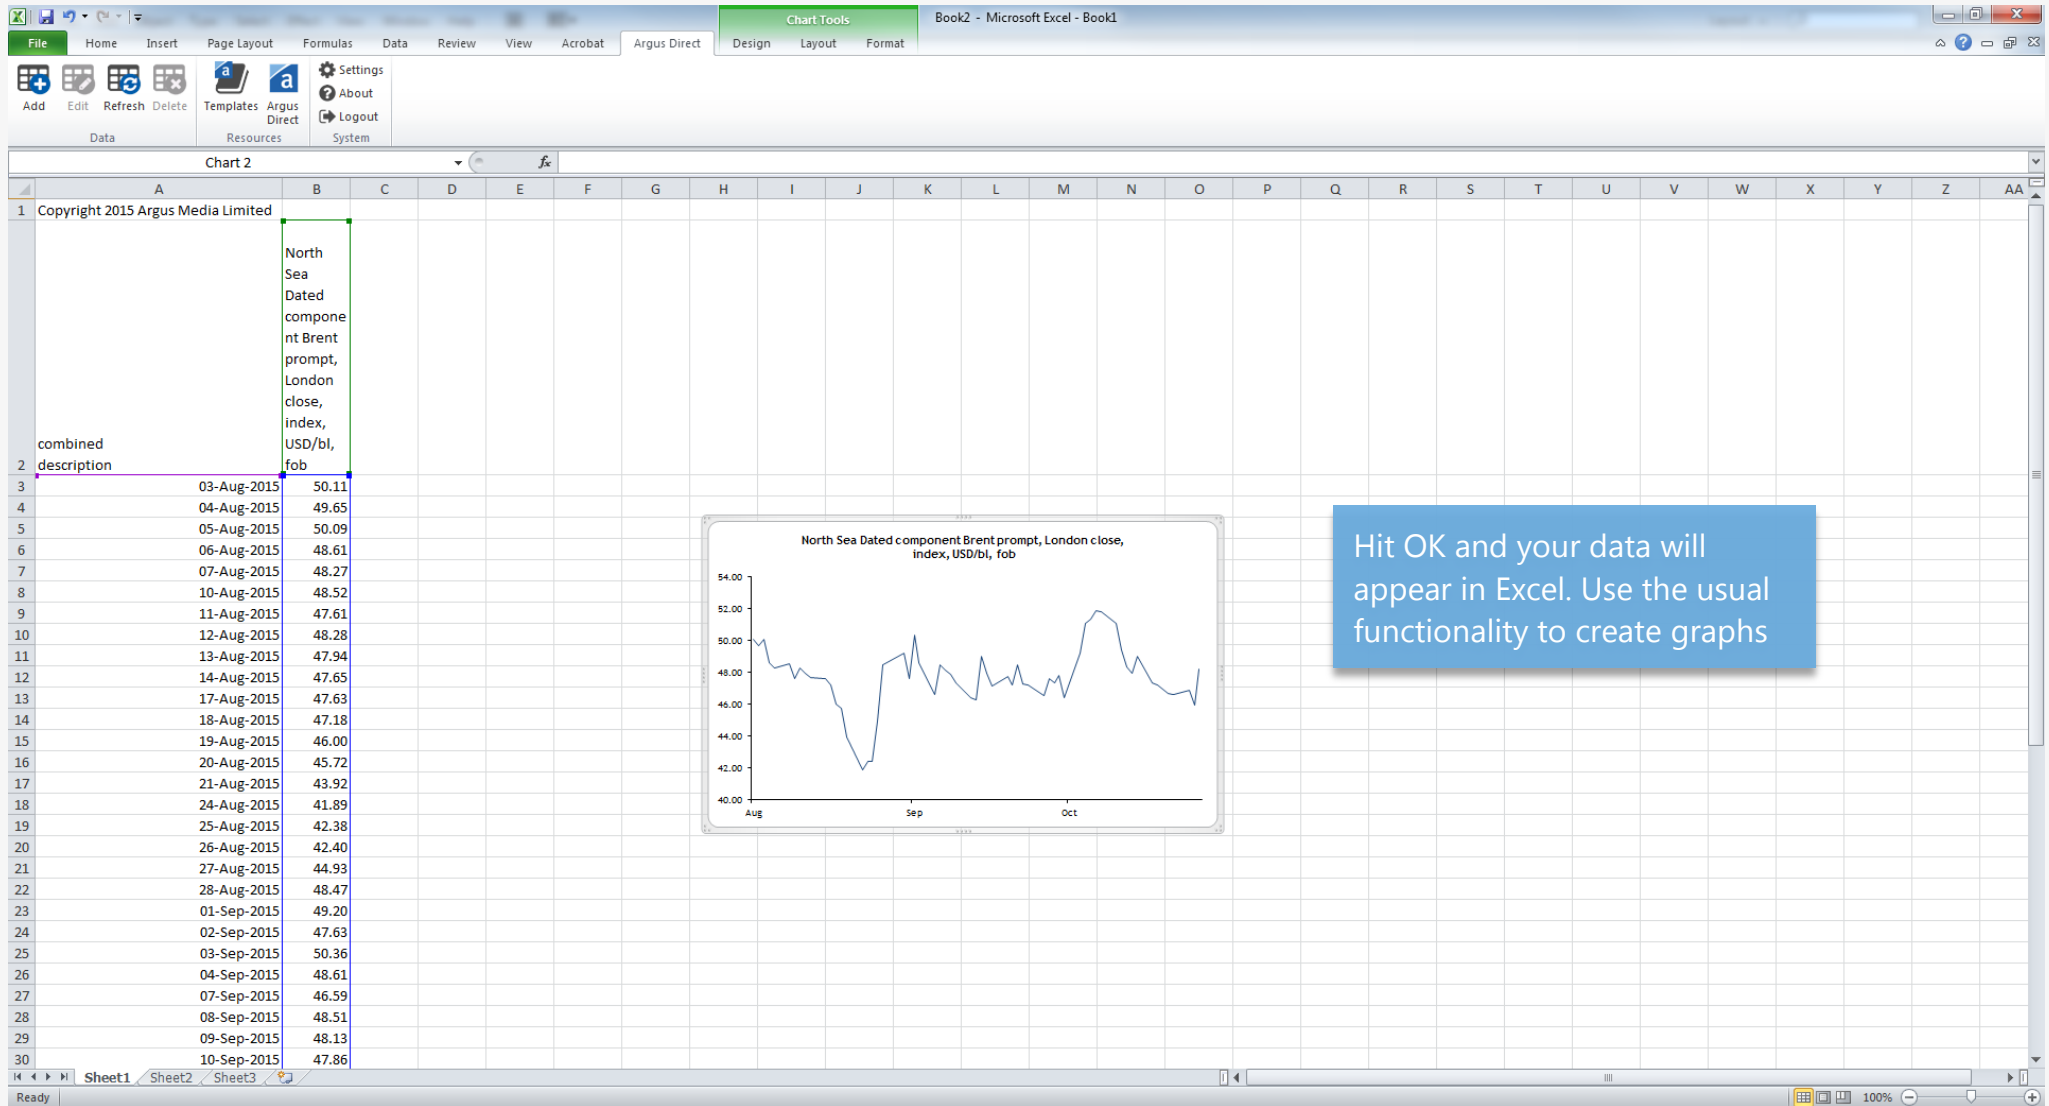 Chart Tools
Book2 - Microsoft Excel - Book1
File Home Insert Page Layout Formulas Data Review View Acrobat Argus Direct Design Layout Format
Add Edit Refresh Delete
Data
Templates Argus Direct
Resources
Settings
About
Logout
System
Chart 2 fx
A B C D E F G H I J K L M N O P Q R S T U V W X Y Z AA
1 Copyright 2015 Argus Media Limited
North
Sea
Dated
compone
nt Brent
prompt,
London
close,
index,
combined USD/bl,
2 description fob
3 03-Aug-2015 50.11
4 04-Aug-2015 49.65
5 05-Aug-2015 50.09
6 06-Aug-2015 48.61
7 07-Aug-2015 48.27
8 10-Aug-2015 48.52
9 11-Aug-2015 47.61
10 12-Aug-2015 48.28
11 13-Aug-2015 47.94
12 14-Aug-2015 47.65
13 17-Aug-2015 47.63
14 18-Aug-2015 47.18
15 19-Aug-2015 46.00
16 20-Aug-2015 45.72
17 21-Aug-2015 43.92
18 24-Aug-2015 41.89
19 25-Aug-2015 42.38
20 26-Aug-2015 42.40
21 27-Aug-2015 44.93
22 28-Aug-2015 48.47
23 01-Sep-2015 49.20
24 02-Sep-2015 47.63
25 03-Sep-2015 50.36
26 04-Sep-2015 48.61
27 07-Sep-2015 46.59
28 08-Sep-2015 48.51
29 09-Sep-2015 48.13
30 10-Sep-2015 47.86
North Sea Dated component Brent prompt, London close,
index, USD/bl, fob
54.00
52.00
50.00
48.00
46.00
44.00
42.00
40.00
Aug Sep Oct
Hit OK and your data will
appear in Excel. Use the usual
functionality to create graphs
Sheet1 Sheet2 Sheet3
Ready 100%